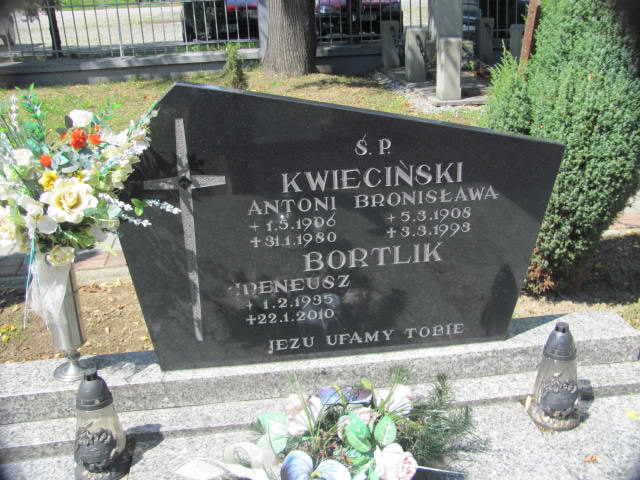 Ś. P.
KWIECIŃSKI
ANTONI BRONISŁAWA
+ 1.5.1906 + 5.3.1908
+ 31.1.1980 + 3.3.1993
BORTLIK
IRENEUSZ
+ 1.2.1935
+ 22.1.2010
JEZU UFAMY TOBIE